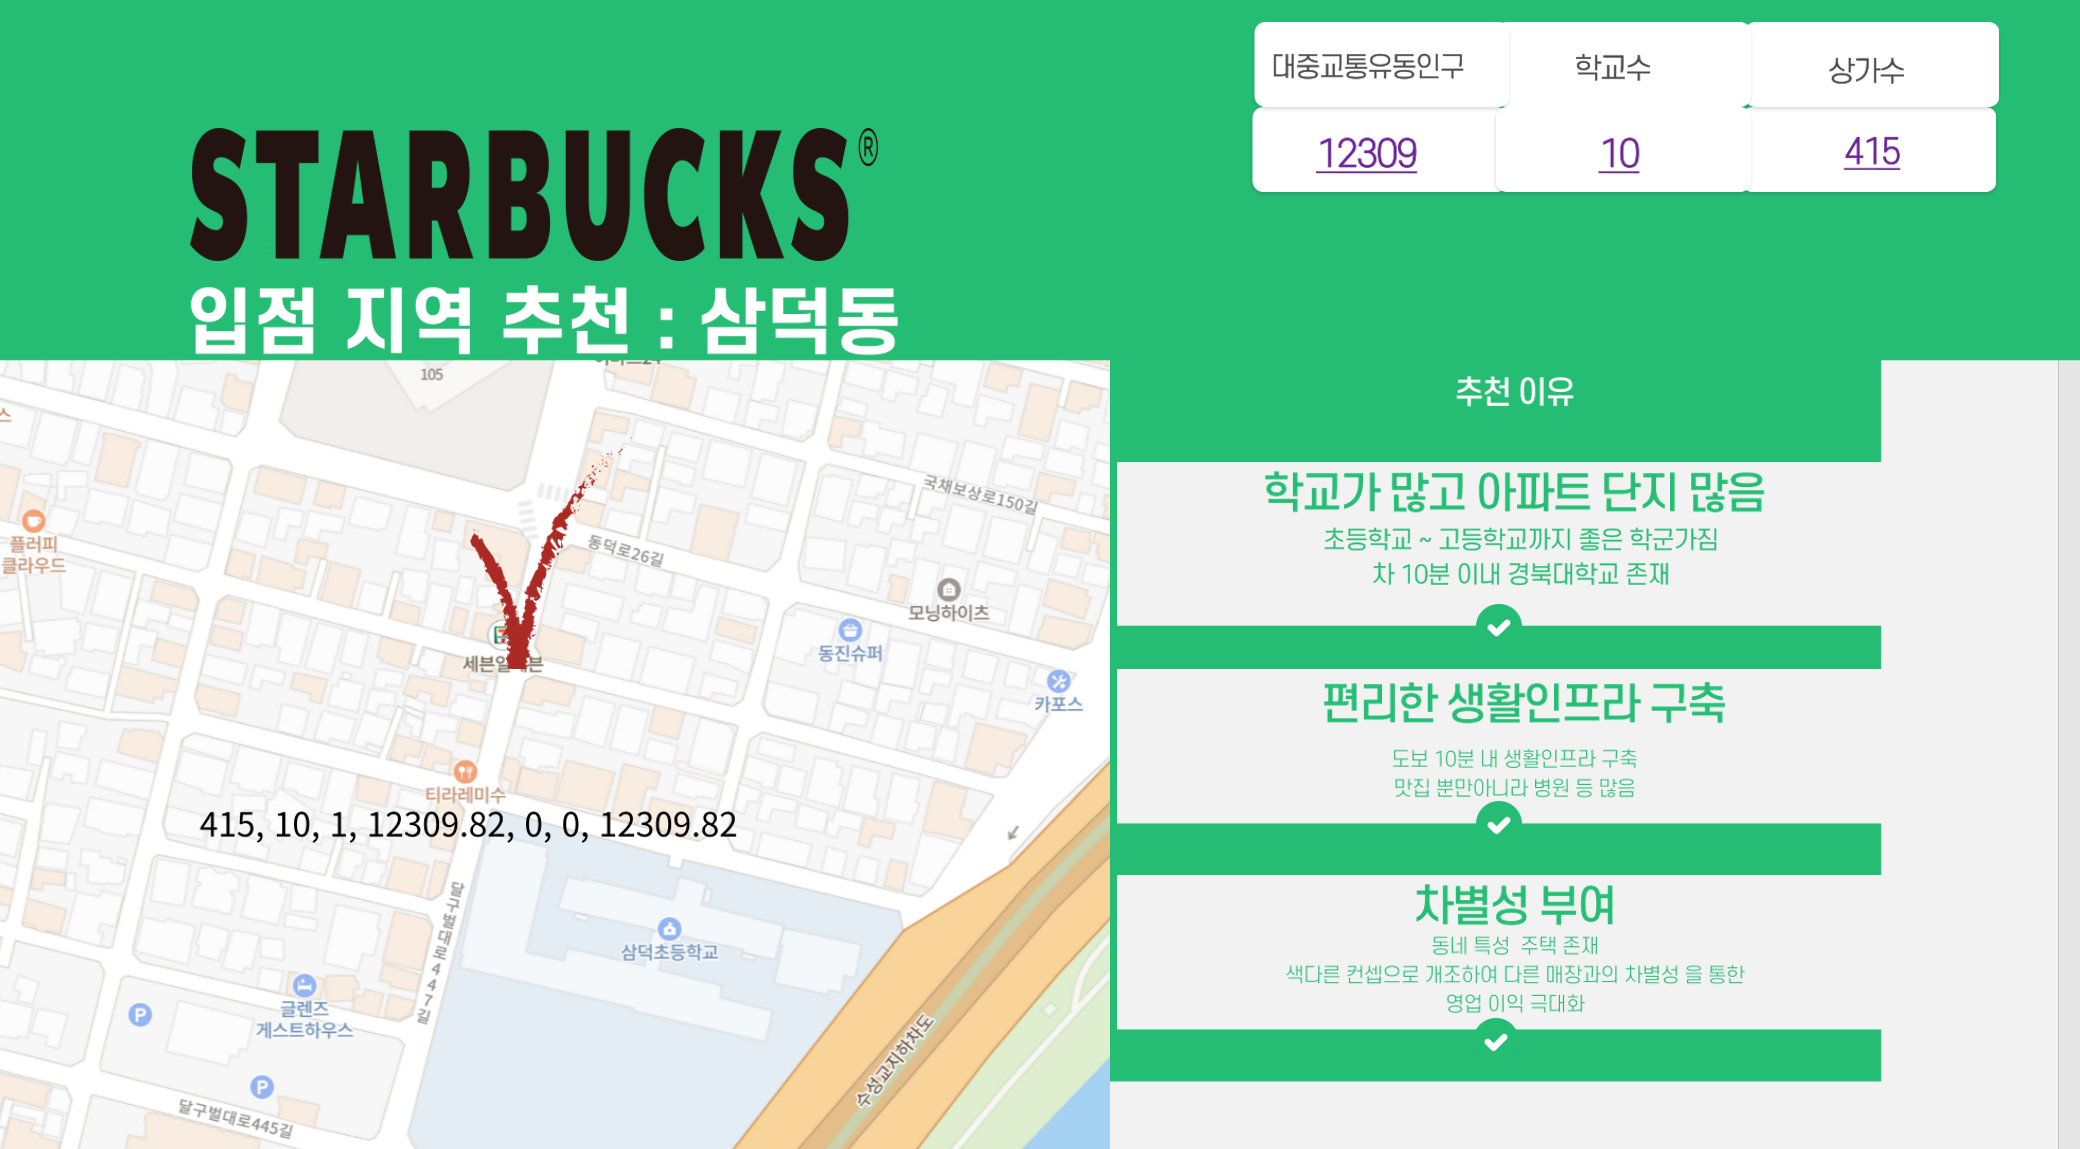 STARBUCKS®
입점 지역 추천 : 삼덕동
대중교통유동인구
학교수
상가수
12309
10
415
105
국채보상로150길
동덕로26길
플러피
클라우드
모닝하이츠
동진슈퍼
카포스
티라레미수
415, 10, 1, 12309.82, 0, 0, 12309.82
달구벌대로447길
삼덕초등학교
글렌즈
게스트하우스
P
P
달구벌대로445길
수성교지하차도
추천 이유
학교가 많고 아파트 단지 많음
초등학교 ~ 고등학교까지 좋은 학군가짐
차 10분 이내 경북대학교 존재
편리한 생활인프라 구축
도보 10분 내 생활인프라 구축
맛집 뿐만아니라 병원 등 많음
차별성 부여
동네 특성 주택 존재
색다른 컨셉으로 개조하여 다른 매장과의 차별성 을 통한
영업 이익 극대화